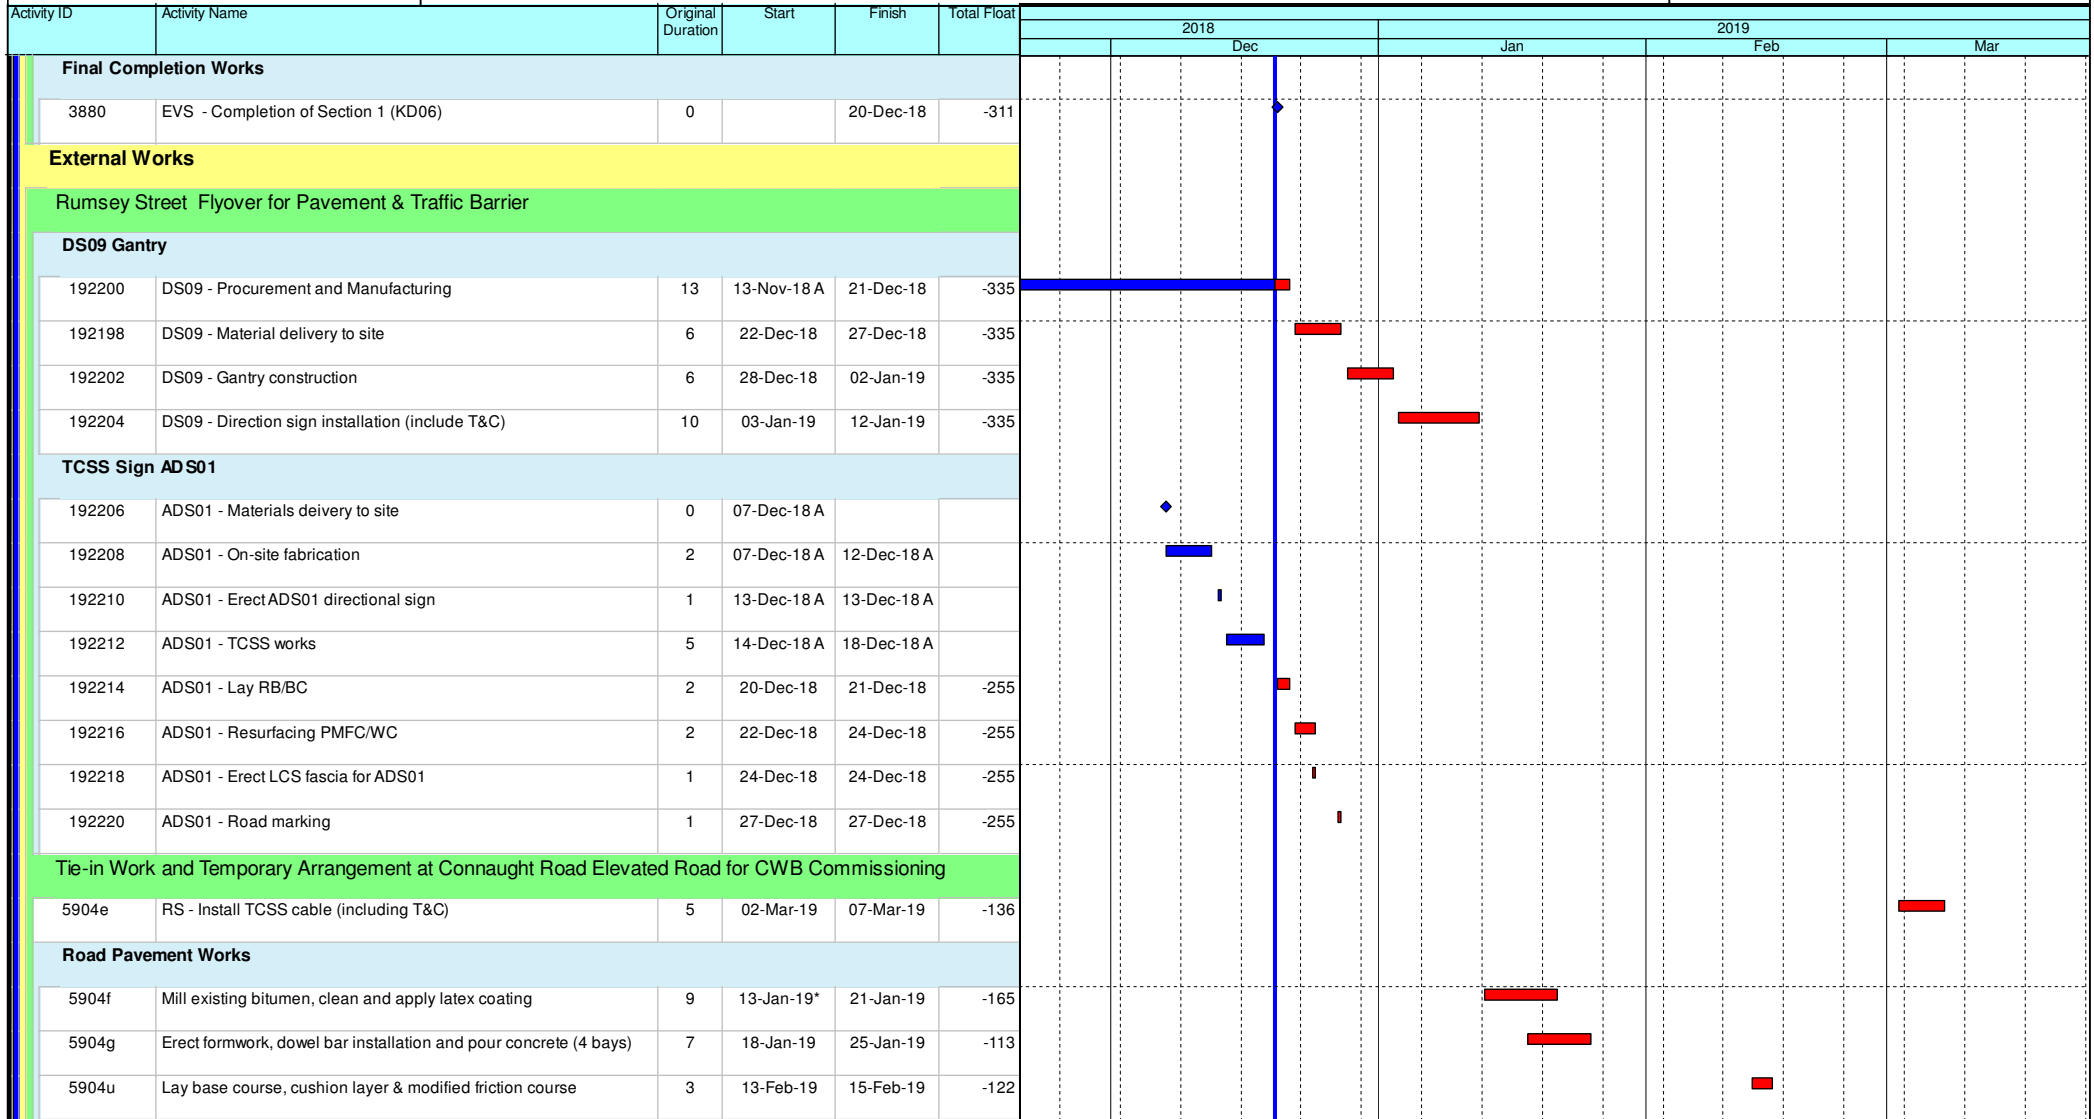 Activity ID Activity Name Original Duration Start Finish Total Float 2018 2019
Dec Jan Feb Mar
Final Completion Works
3880 EVS - Completion of Section 1 (KD06) 0 20-Dec-18 -311
External Works
Rumsey Street Flyover for Pavement & Traffic Barrier
DS09 Gantry
192200 DS09 - Procurement and Manufacturing 13 13-Nov-18 A 21-Dec-18 -335
192198 DS09 - Material delivery to site 6 22-Dec-18 27-Dec-18 -335
192202 DS09 - Gantry construction 6 28-Dec-18 02-Jan-19 -335
192204 DS09 - Direction sign installation (include T&C) 10 03-Jan-19 12-Jan-19 -335
TCSS Sign ADS01
192206 ADS01 - Materials deivery to site 0 07-Dec-18 A
192208 ADS01 - On-site fabrication 2 07-Dec-18 A 12-Dec-18 A
192210 ADS01 - Erect ADS01 directional sign 1 13-Dec-18 A 13-Dec-18 A
192212 ADS01 - TCSS works 5 14-Dec-18 A 18-Dec-18 A
192214 ADS01 - Lay RB/BC 2 20-Dec-18 21-Dec-18 -255
192216 ADS01 - Resurfacing PMFC/WC 2 22-Dec-18 24-Dec-18 -255
192218 ADS01 - Erect LCS fascia for ADS01 1 24-Dec-18 24-Dec-18 -255
192220 ADS01 - Road marking 1 27-Dec-18 27-Dec-18 -255
Tie-in Work and Temporary Arrangement at Connaught Road Elevated Road for CWB Commissioning
5904e RS - Install TCSS cable (including T&C) 5 02-Mar-19 07-Mar-19 -136
Road Pavement Works
5904f Mill existing bitumen, clean and apply latex coating 9 13-Jan-19* 21-Jan-19 -165
5904g Erect formwork, dowel bar installation and pour concrete (4 bays) 7 18-Jan-19 25-Jan-19 -113
5904u Lay base course, cushion layer & modified friction course 3 13-Feb-19 15-Feb-19 -122